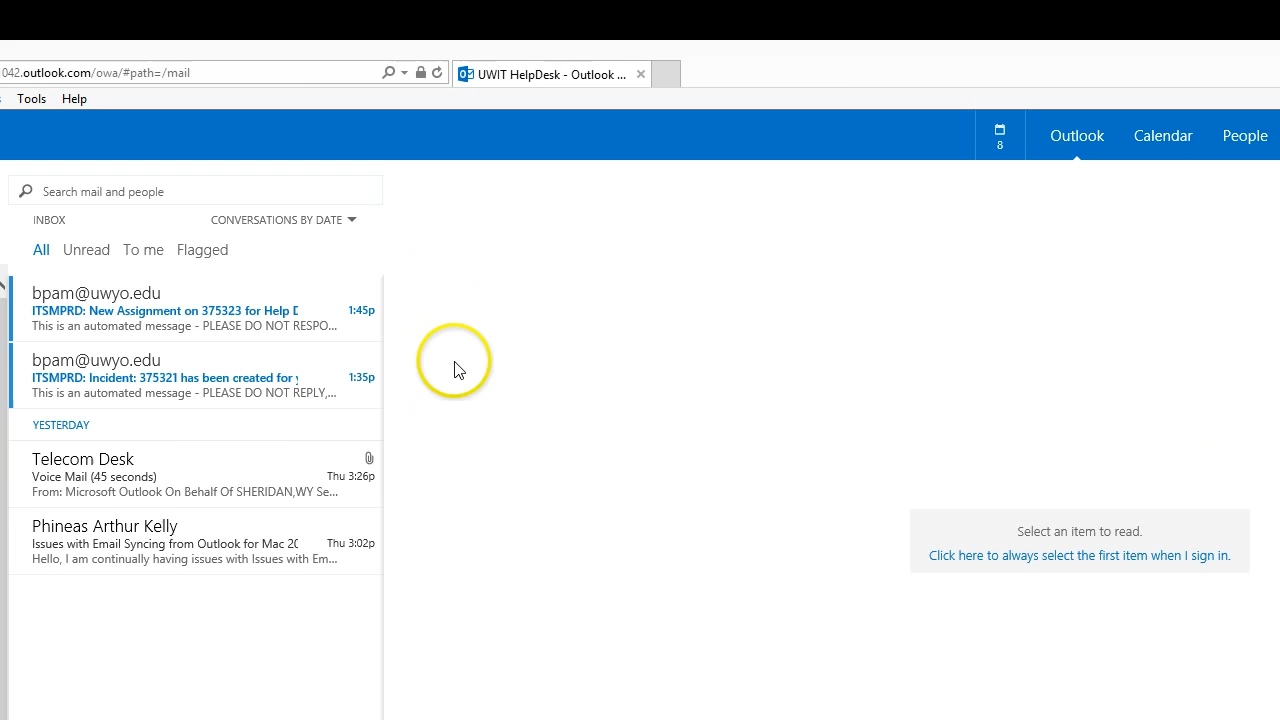 042.outlook.com/owa/#path=/mail
UWIT HelpDesk - Outlook ...
Tools Help
8
Outlook Calendar People
Search mail and people
INBOX CONVERSATIONS BY DATE
All Unread To me Flagged
bpam@uwyo.edu
ITSMPRD: New Assignment on 375323 for Help 1:45p
This is an automated message - PLEASE DO NOT RESPO...
bpam@uwyo.edu
ITSMPRD: Incident: 375321 has been created for 1:35p
This is an automated message - PLEASE DO NOT REPLY,...
YESTERDAY
Telecom Desk
Voice Mail (45 seconds) Thu 3:26p
From: Microsoft Outlook On Behalf Of SHERIDAN,WY Se...
Phineas Arthur Kelly
Issues with Email Syncing from Outlook for Mac 20 Thu 3:02p
Hello, I am continually having issues with Issues with Em...
Select an item to read.
Click here to always select the first item when I sign in.